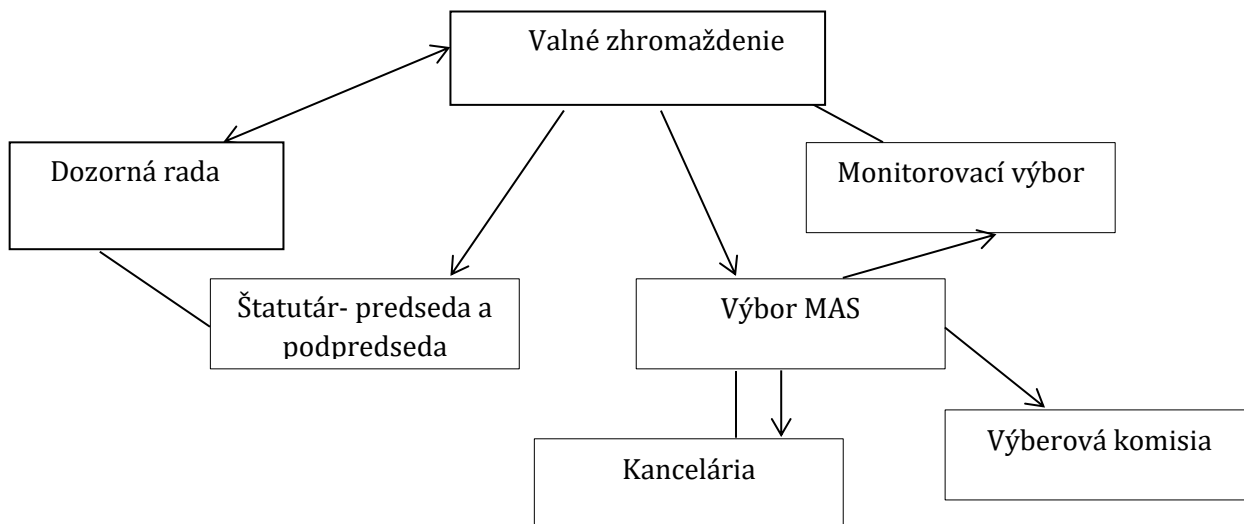 Valné zhromaždenie
Dozorná rada
Monitorovací výbor
Štatutár- predseda a
podpredseda
Výbor MAS
Výberová komisia
Kancelária